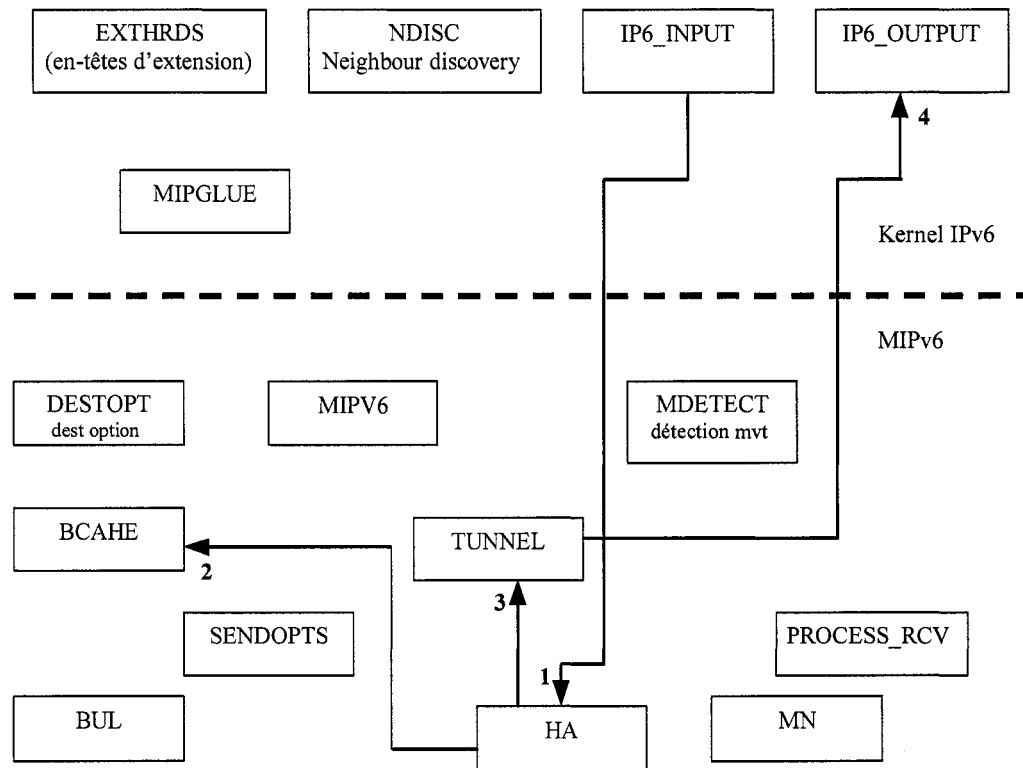 EXTHRDS
(en-têtes d'extension)
NDISC
Neighbour discovery
IP6_INPUT
IP6_OUTPUT
4
MIPGLUE
Kernel IPv6
MIPv6
DESTOPT
dest option
MIPV6
MDETECT
détection mvt
BCAHE
2
TUNNEL
3
SENDOPTS
PROCESS_RCV
1
BUL
HA
MN